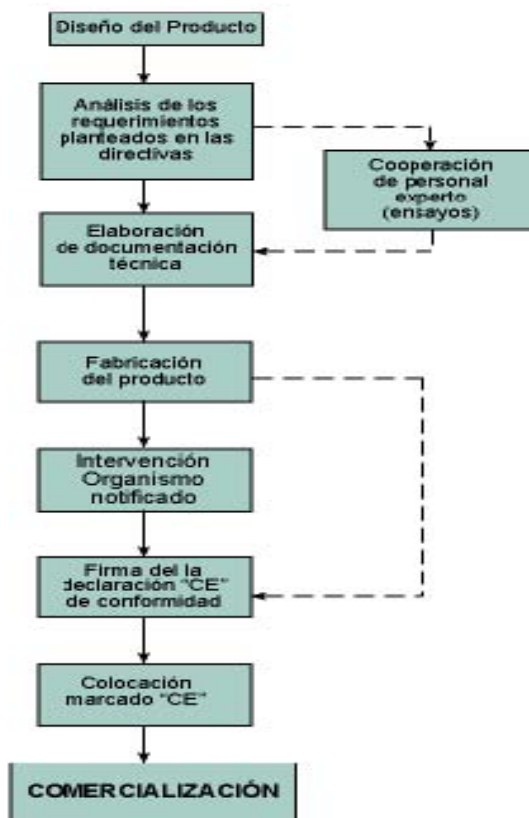 Diseño del Producto
Análisis de los
requerimientos
planteados en las
directivas
Cooperación
de personal
experto
(ensayos)
Elaboración
de documentación
técnica
Fabricación
del producto
Intervención
Organismo
notificado
Firma del la
declaración "CE"
de conformidad
Colocación
marcado "CE"
COMERCIALIZACIÓN